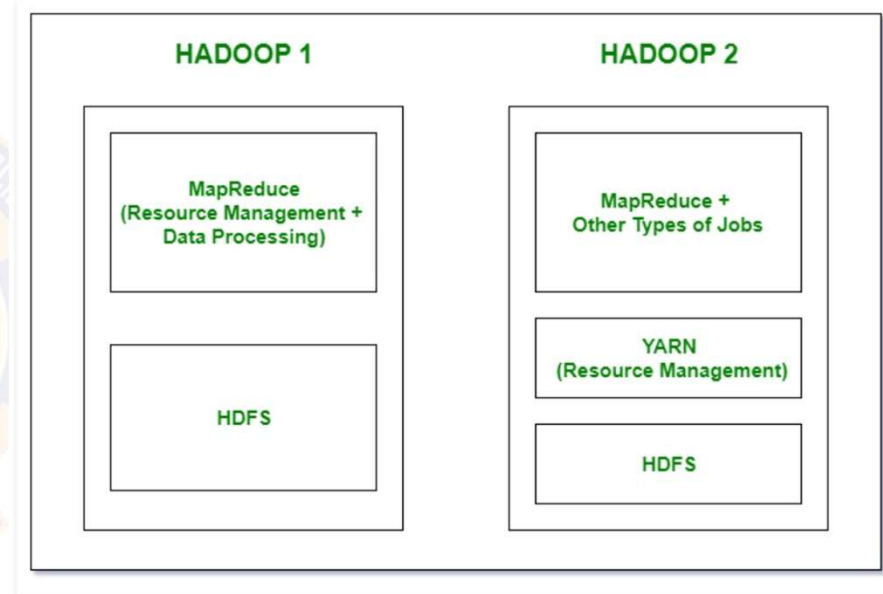 HADOOP 1
MapReduce
(Resource Management +
Data Processing)
HDFS
HADOOP 2
MapReduce +
Other Types of Jobs
YARN
(Resource Management)
HDFS